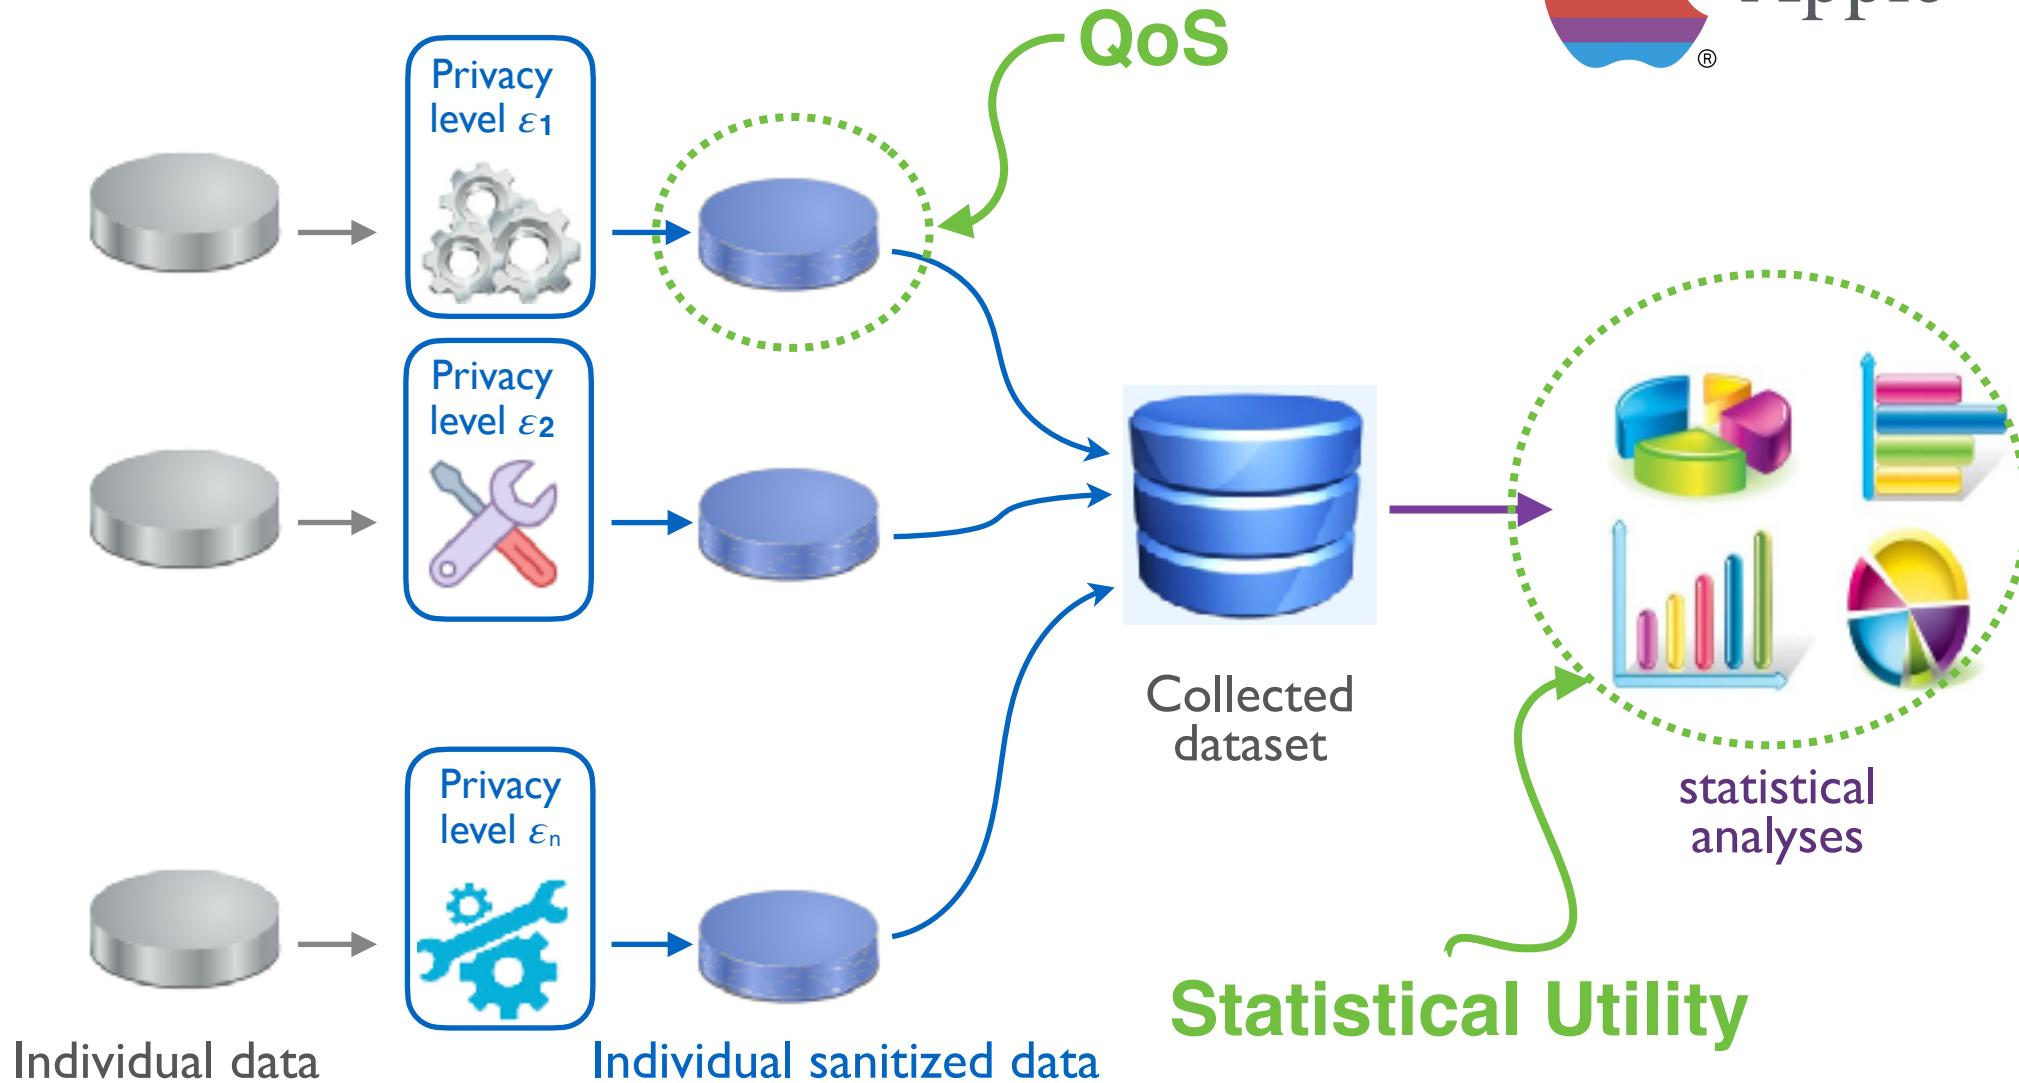 QoS
®
Privacy
level ε1
Privacy
level ε2
Privacy
level εn
Collected
dataset
statistical
analyses
Statistical Utility
Individual data
Individual sanitized data